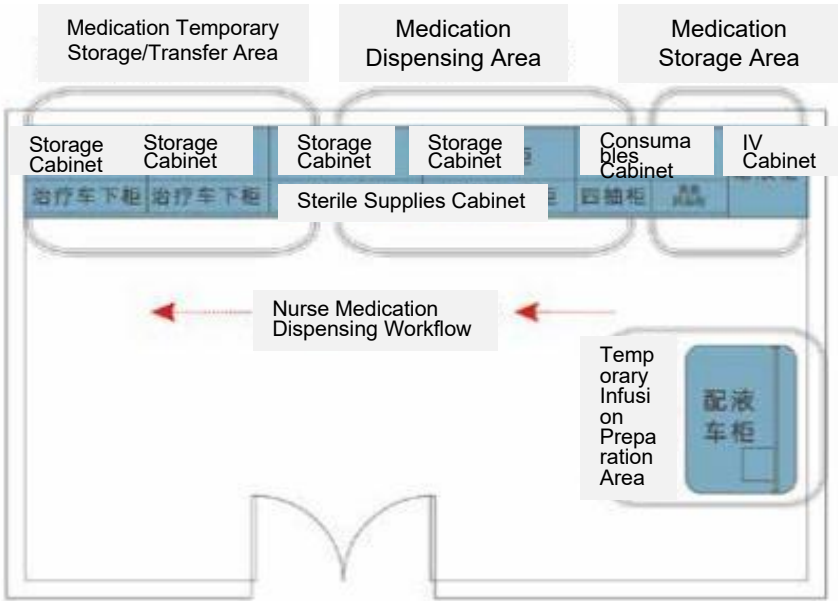 Medication Temporary
Storage/Transfer Area
Medication
Dispensing Area
Medication
Storage Area
Storage
Cabinet
Storage
Cabinet
Storage
Cabinet
Storage
Cabinet
Consuma
bles
Cabinet
IV
Cabinet
治疗车下柜
治疗车下柜
Sterile Supplies Cabinet
四抽柜
Nurse Medication
Dispensing Workflow
Temp
orary
Infusi
on
Prepa
ration
Area
配液
车柜